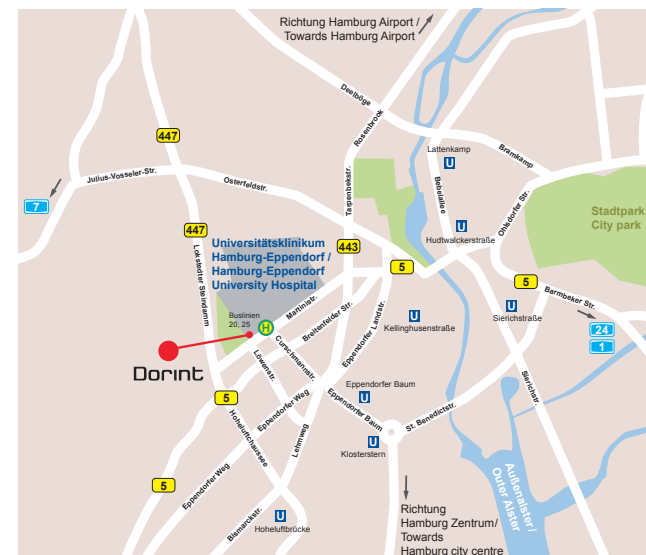 Richtung Hamburg Airport /
Towards Hamburg Airport
Deelböge
Rosenbrook
447
Lattenkamp
U
Bramkamp
Julius-Vosseler-Str.
Osterfeldstr.
Tarpenbekstr.
Bebelallee
Ohlsdorfer Str.
7
Stadtpark
City park
447
Universitätsklinikum
Hamburg-Eppendorf /
Hamburg-Eppendorf
University Hospital
443
U
Hudtwalckerstraße
5
5
Lokstedter Steindamm
Martinistr.
Barmbeker Str.
Buslinien
20, 25
H
Breitenfelder Str.
Eppendorfer Landstr.
U
Kellinghusenstraße
U
Sierichstraße
24
1
Curschmannstr.
Löwenstr.
Dorint
Eppendorfer Baum
U
Sierichstr.
5
Eppendorfer Weg
Eppendorfer Baum
St. Benedictstr.
Hoheluftchaussee
Lehmweg
U
Klosterstern
5
Eppendorfer Weg
Außenalster /
Outer Alster
Bismarckstr.
U
Hoheluftbrücke
Richtung
Hamburg Zentrum/
Towards
Hamburg city centre